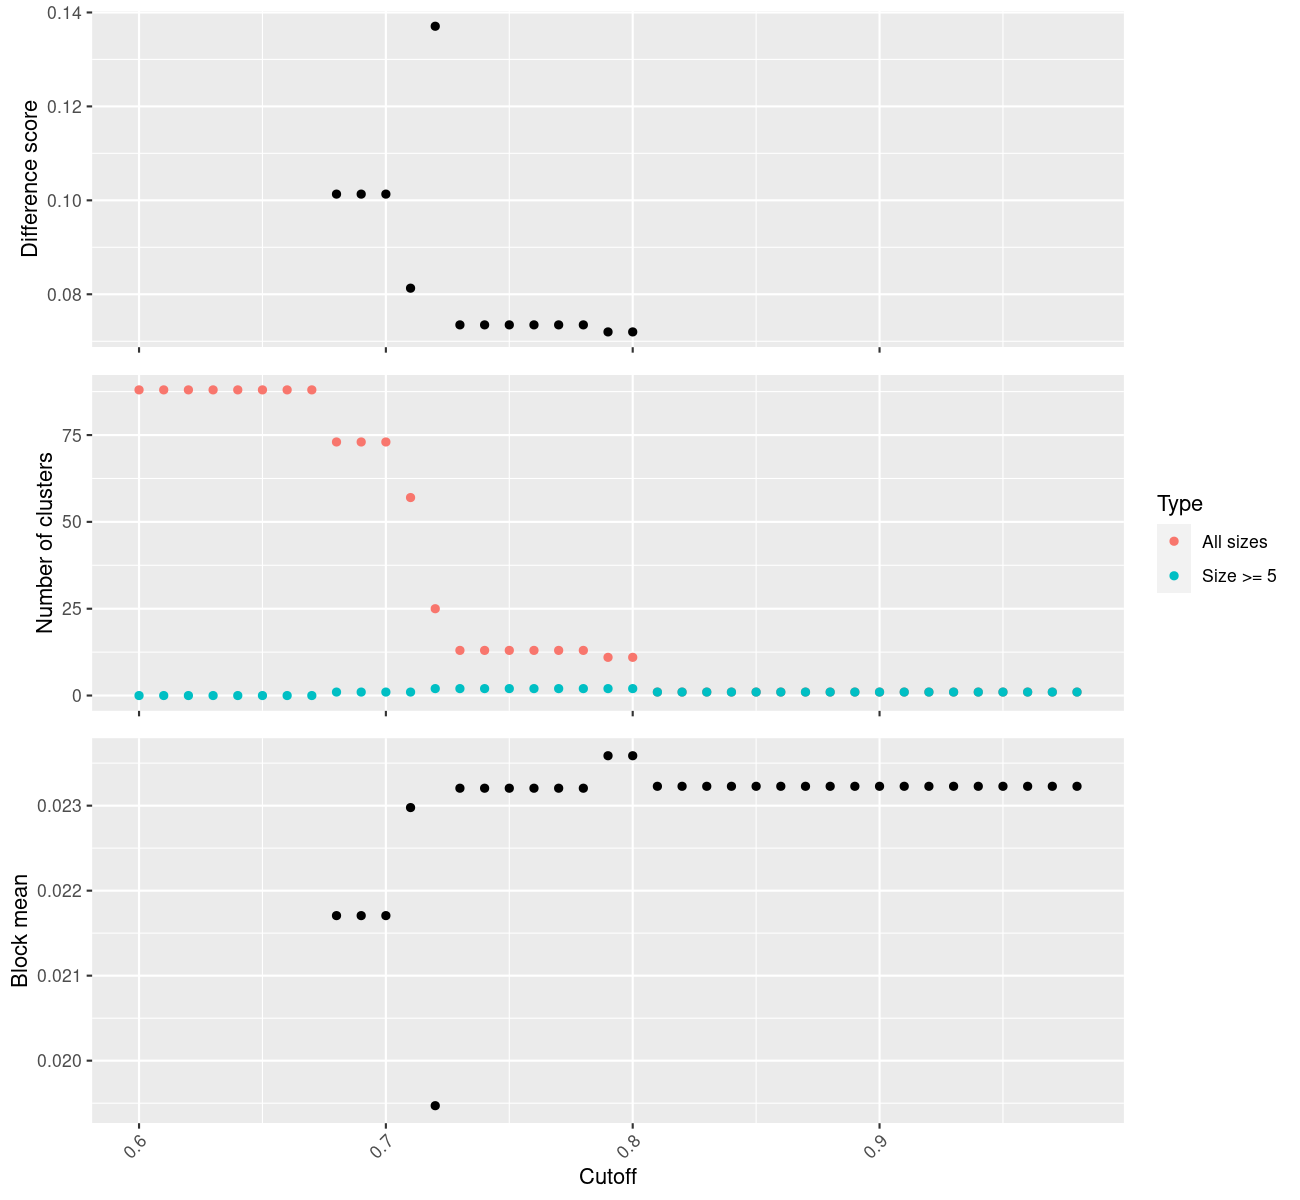 Difference score
0.14
0.12
0.10
0.08
Number of clusters
75
50
25
0
Type
All sizes
Size >= 5
Block mean
0.023
0.022
0.021
0.020
0.6
0.7
0.8
0.9
Cutoff